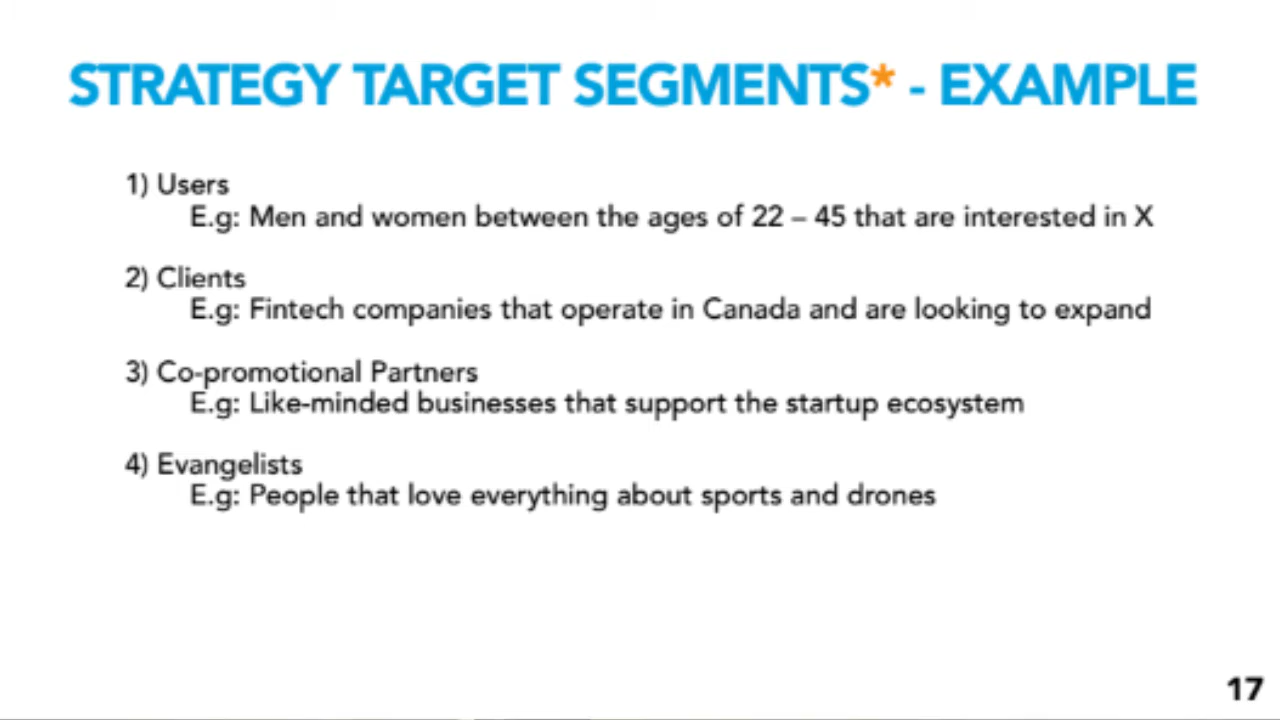 STRATEGY TARGET SEGMENTS* - EXAMPLE
1) Users
E.g: Men and women between the ages of 22 – 45 that are interested in X
2) Clients
E.g: Fintech companies that operate in Canada and are looking to expand
3) Co-promotional Partners
E.g: Like-minded businesses that support the startup ecosystem
4) Evangelists
E.g: People that love everything about sports and drones
17